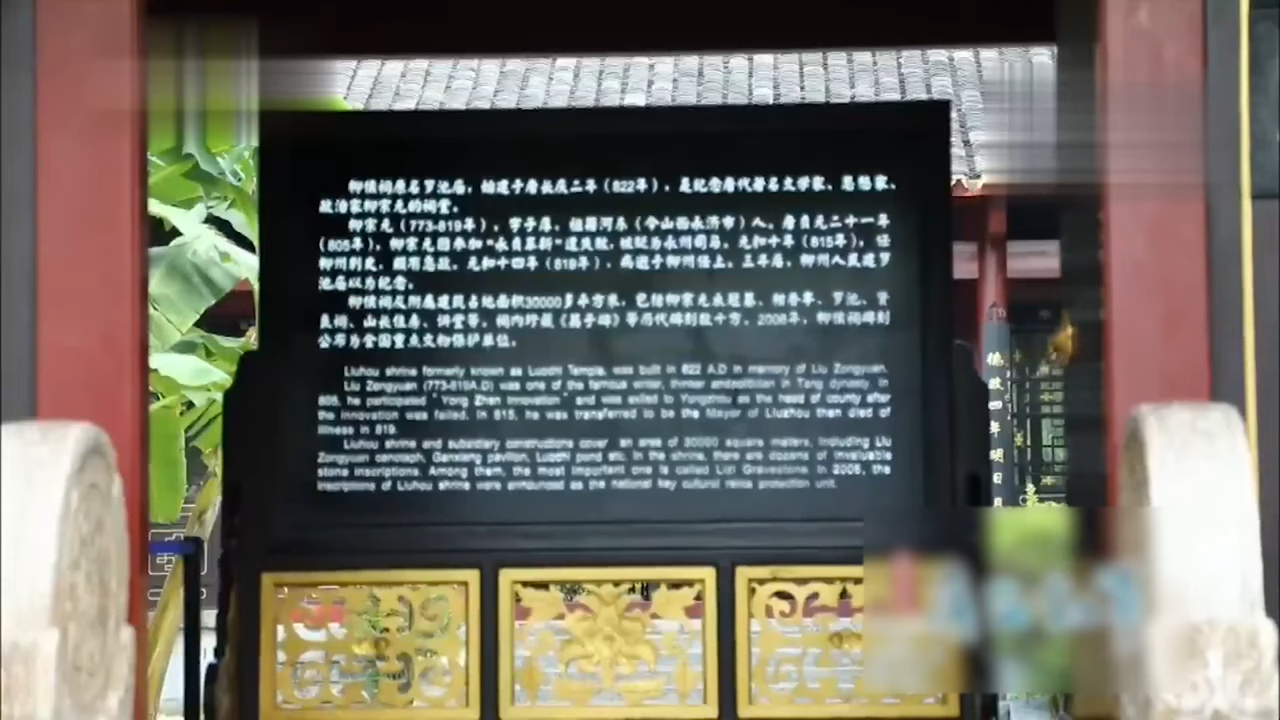 柳侯祠原名罗池庙，始建于唐长庆二年（822年），是纪念唐代著名文学家、思想家、
政治家柳宗元的祠堂。
柳宗元（773-819年），字子厚，祖籍河东（今山西永济市）人。唐贞元二十一年
（805年），柳宗元因参加“永贞革新”遭失败，被贬为永州司马。元和十年（815年），任
柳州刺史，颇有惠政。元和十四年（819年），病逝于柳州任上。三年后，柳州人民建罗
池庙以为纪念。
柳侯祠及附属建筑占地面积30000多平方米，包括柳宗元衣冠墓、柑香亭、罗池、贤
良祠、山长住房、讲堂等。祠内珍藏《荔子碑》等历代碑刻数十方。2006年，柳侯祠碑刻
公布为全国重点文物保护单位。
Liuhou shrine formerly known as Luochi Temple, was built in 822 A.D in memory of Liu Zongyuan.
Liu Zongyuan (773-819A.D) was one of the famous writer, thinker andpolitician in Tang dynasty. In
805, he participated " Yong Zhen Innovation " and was exiled to Yongzhou as the head of county after
the innovation was failed. In 815, he was transferred to be the Mayor of Liuzhou then died of
illness in 819.
Liuhou shrine and subsidiary constructions cover an area of 30000 square meters, including Liu
Zongyuan cenotaph, Ganxiang pavilion, Luochi pond etc. In the shrine, there are dozens of invaluable
stone inscriptions. Among them, the most important one is called Lizi Gravestone. In 2006, the
inscriptions of Liuhou shrine were announced as the national key cultural relics protection unit.
德政四年明日月